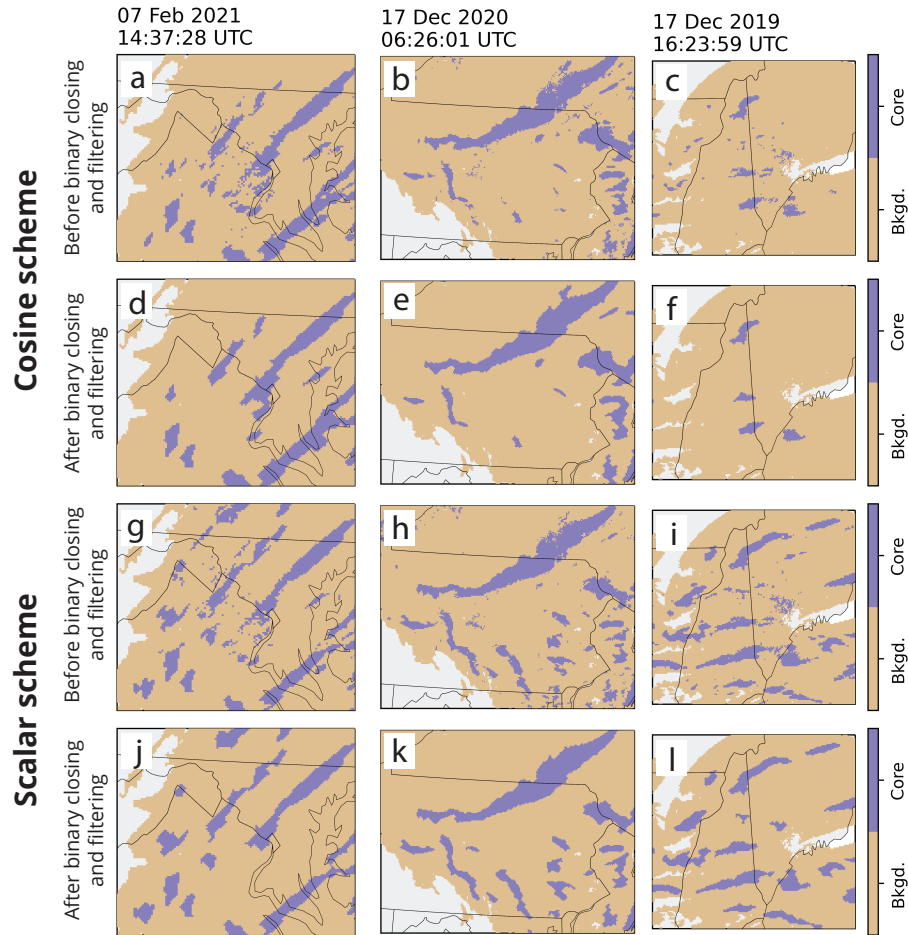 07 Feb 2021
14:37:28 UTC
17 Dec 2020
06:26:01 UTC
17 Dec 2019
16:23:59 UTC
Cosine scheme
Before binary closing
and filtering
a
b
c
Core
Bkgd.
After binary closing
and filtering
d
e
f
Core
Bkgd.
Scalar scheme
Before binary closing
and filtering
g
h
i
Core
Bkgd.
After binary closing
and filtering
j
k
l
Core
Bkgd.